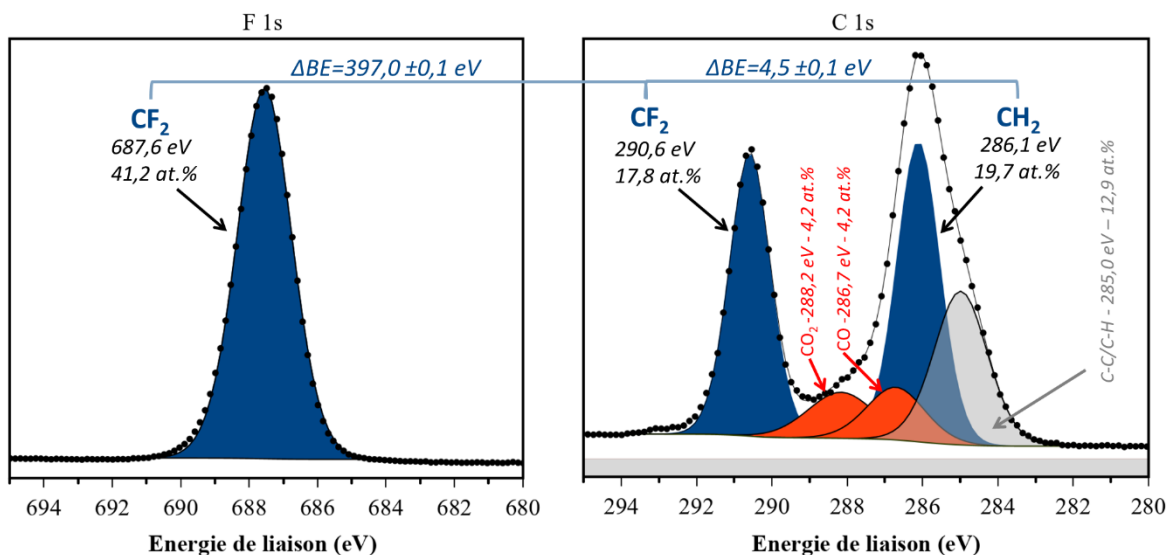 F 1s
C 1s
ΔBE=397,0 ±0,1 eV
ΔBE=4,5 ±0,1 eV
CF₂
687,6 eV
41,2 at.%
CF₂
290,6 eV
17,8 at.%
CO₂ -288,2 eV - 4,2 at.%
CO -286,7 eV - 4,2 at.%
CH₂
286,1 eV
19,7 at.%
C-C/C-H - 285,0 eV – 12,9 at.%
694 692 690 688 686 684 682 680
294 292 290 288 286 284 282 280
Energie de liaison (eV)
Energie de liaison (eV)